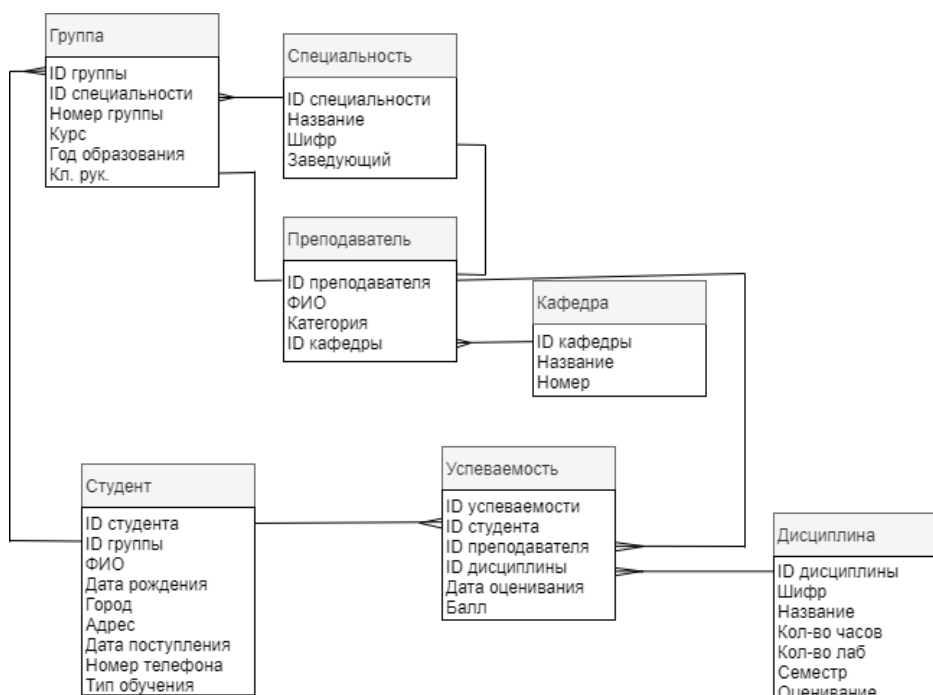 Группа
ID группы
ID специальности
Номер группы
Курс
Год образования
Кл. рук.
Специальность
ID специальности
Название
Шифр
Заведующий
Преподаватель
ID преподавателя
ФИО
Категория
ID кафедры
Кафедра
ID кафедры
Название
Номер
Студент
ID студента
ID группы
ФИО
Дата рождения
Город
Адрес
Дата поступления
Номер телефона
Тип обучения
Успеваемость
ID успеваемости
ID студента
ID преподавателя
ID дисциплины
Дата оценивания
Балл
Дисциплина
ID дисциплины
Шифр
Название
Кол-во часов
Кол-во лаб
Семестр
Оценивание